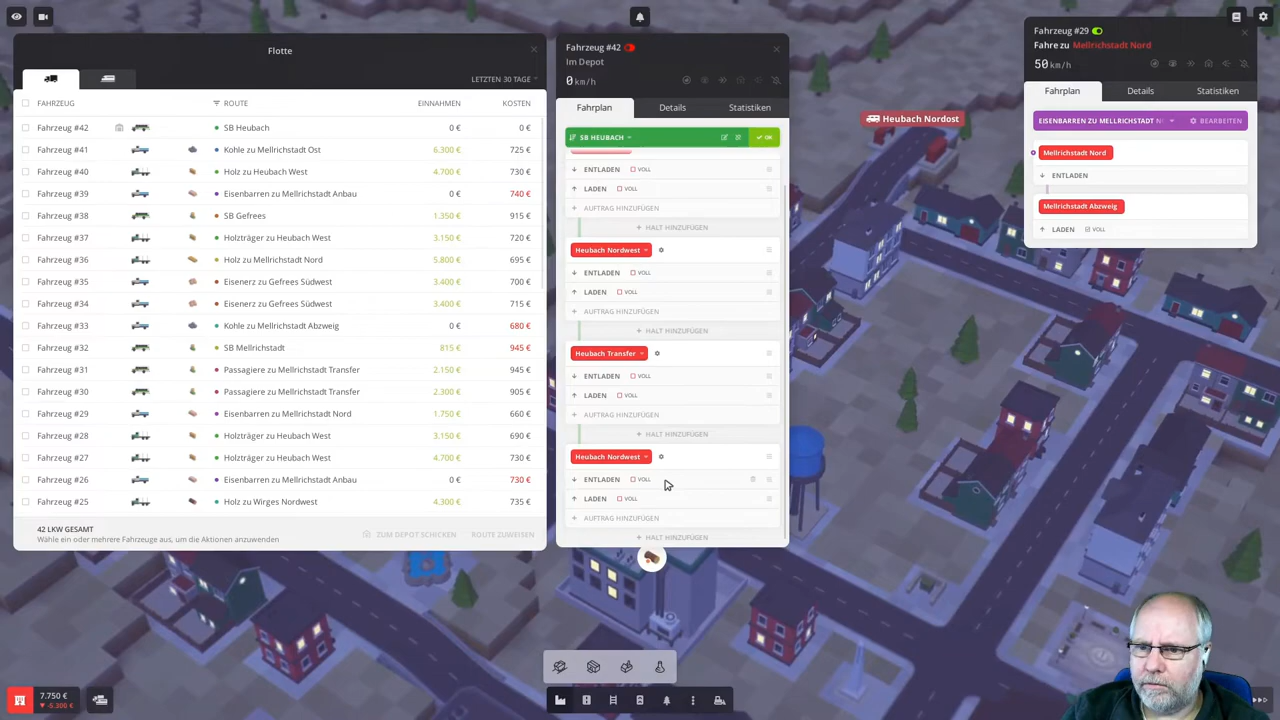 Flotte
LETZTEN 30 TAGE
FAHRZEUG ROUTE EINNAHMEN KOSTEN
Fahrzeug #42 SB Heubach 0 € 0 €
Fahrzeug #41 Kohle zu Mellrichstadt Ost 6.300 € 725 €
Fahrzeug #40 Holz zu Heubach West 4.700 € 730 €
Fahrzeug #39 Eisenbarren zu Mellrichstadt Anbau 0 € 740 €
Fahrzeug #38 SB Gefrees 1.350 € 915 €
Fahrzeug #37 Holzträger zu Heubach West 3.150 € 720 €
Fahrzeug #36 Holz zu Mellrichstadt Nord 5.800 € 695 €
Fahrzeug #35 Eisenerz zu Gefrees Südwest 3.400 € 700 €
Fahrzeug #34 Eisenerz zu Gefrees Südwest 3.400 € 715 €
Fahrzeug #33 Kohle zu Mellrichstadt Abzweig 0 € 680 €
Fahrzeug #32 SB Mellrichstadt 815 € 945 €
Fahrzeug #31 Passagiere zu Mellrichstadt Transfer 2.150 € 945 €
Fahrzeug #30 Passagiere zu Mellrichstadt Transfer 2.300 € 905 €
Fahrzeug #29 Eisenbarren zu Mellrichstadt Nord 1.750 € 660 €
Fahrzeug #28 Holzträger zu Heubach West 3.150 € 690 €
Fahrzeug #27 Holzträger zu Heubach West 4.700 € 730 €
Fahrzeug #26 Eisenbarren zu Mellrichstadt Anbau 0 € 730 €
Fahrzeug #25 Holz zu Wirges Nordwest 4.300 € 735 €
42 LKW GESAMT
Wähle ein oder mehrere Fahrzeuge aus, um die Aktionen anzuwenden
ZUM DEPOT SCHICKEN ROUTE ZUWEISEN
Fahrzeug #42
Im Depot
0 km/h
Fahrplan Details Statistiken
SB HEUBACH OK
ENTLADEN VOLL
LADEN VOLL
+ AUFTRAG HINZUFÜGEN
+ HALT HINZUFÜGEN
Heubach Nordwest
ENTLADEN VOLL
LADEN VOLL
+ AUFTRAG HINZUFÜGEN
+ HALT HINZUFÜGEN
Heubach Transfer
ENTLADEN VOLL
LADEN VOLL
+ AUFTRAG HINZUFÜGEN
+ HALT HINZUFÜGEN
Heubach Nordwest
ENTLADEN VOLL
LADEN VOLL
+ AUFTRAG HINZUFÜGEN
+ HALT HINZUFÜGEN
Heubach Nordost
Fahrzeug #29
Fahre zu Mellrichstadt Nord
50 km/h
Fahrplan Details Statistiken
EISENBARREN ZU MELLRICHSTADT N BEARBEITEN
Mellrichstadt Nord
ENTLADEN
Mellrichstadt Abzweig
LADEN VOLL
7.750 €
-5.300 €